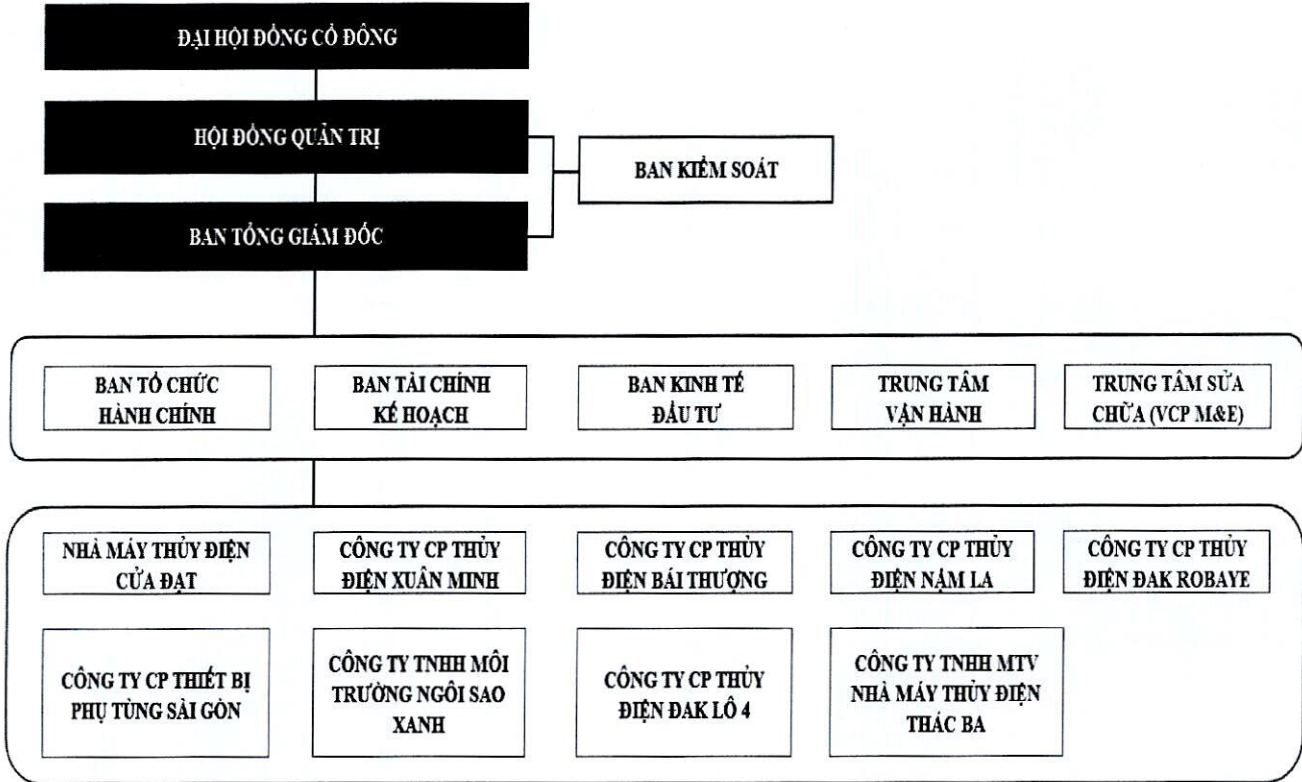 ĐẠI HỘI ĐỒNG CỔ ĐÔNG
HỘI ĐỒNG QUẢN TRỊ
BAN KIỂM SOÁT
BAN TỔNG GIÁM ĐỐC
BAN TỔ CHỨC
HÀNH CHÍNH
BAN TÀI CHÍNH
KẾ HOẠCH
BAN KINH TẾ
ĐẦU TƯ
TRUNG TÂM
VẬN HÀNH
TRUNG TÂM SỬA
CHỮA (VCP M&E)
NHÀ MÁY THỦY ĐIỆN
CỬA ĐẠT
CÔNG TY CP THỦY
ĐIỆN XUÂN MINH
CÔNG TY CP THỦY
ĐIỆN BÁI THƯỢNG
CÔNG TY CP THỦY
ĐIỆN NẬM LA
CÔNG TY CP THỦY
ĐIỆN ĐAK ROBAYE
CÔNG TY CP THIẾT BỊ
PHỤ TÙNG SÀI GÒN
CÔNG TY TNHH MÔI
TRƯỜNG NGÔI SAO
XANH
CÔNG TY CP THỦY
ĐIỆN ĐAK LÔ 4
CÔNG TY TNHH MTV
NHÀ MÁY THỦY ĐIỆN
THÁC BA